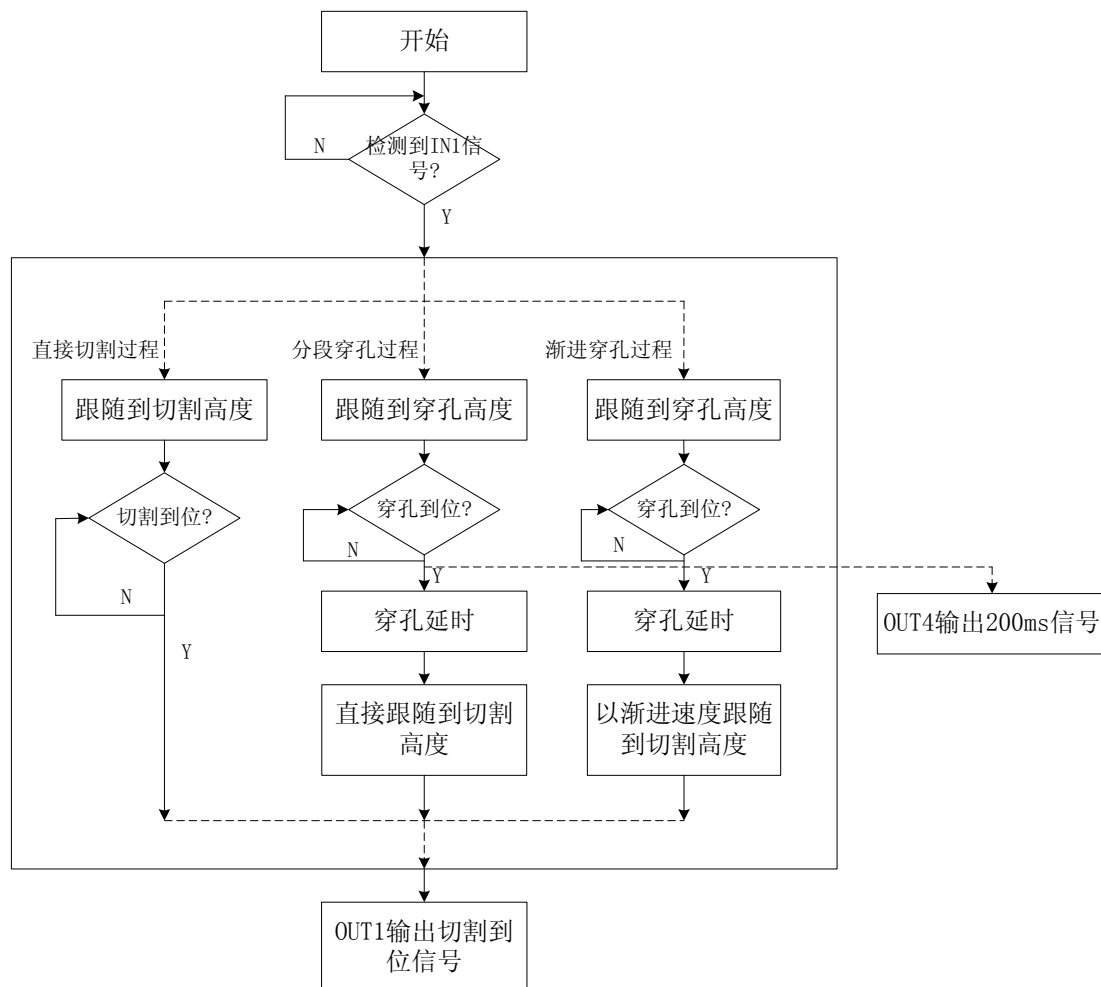 开始
检测到IN1信
号?
N
Y
直接切割过程
分段穿孔过程
渐进穿孔过程
跟随到切割高度
跟随到穿孔高度
跟随到穿孔高度
切割到位?
穿孔到位?
穿孔到位?
N
N
N
Y
Y
Y
穿孔延时
穿孔延时
OUT4输出200ms信号
直接跟随到切割
高度
以渐进速度跟随
到切割高度
OUT1输出切割到
位信号